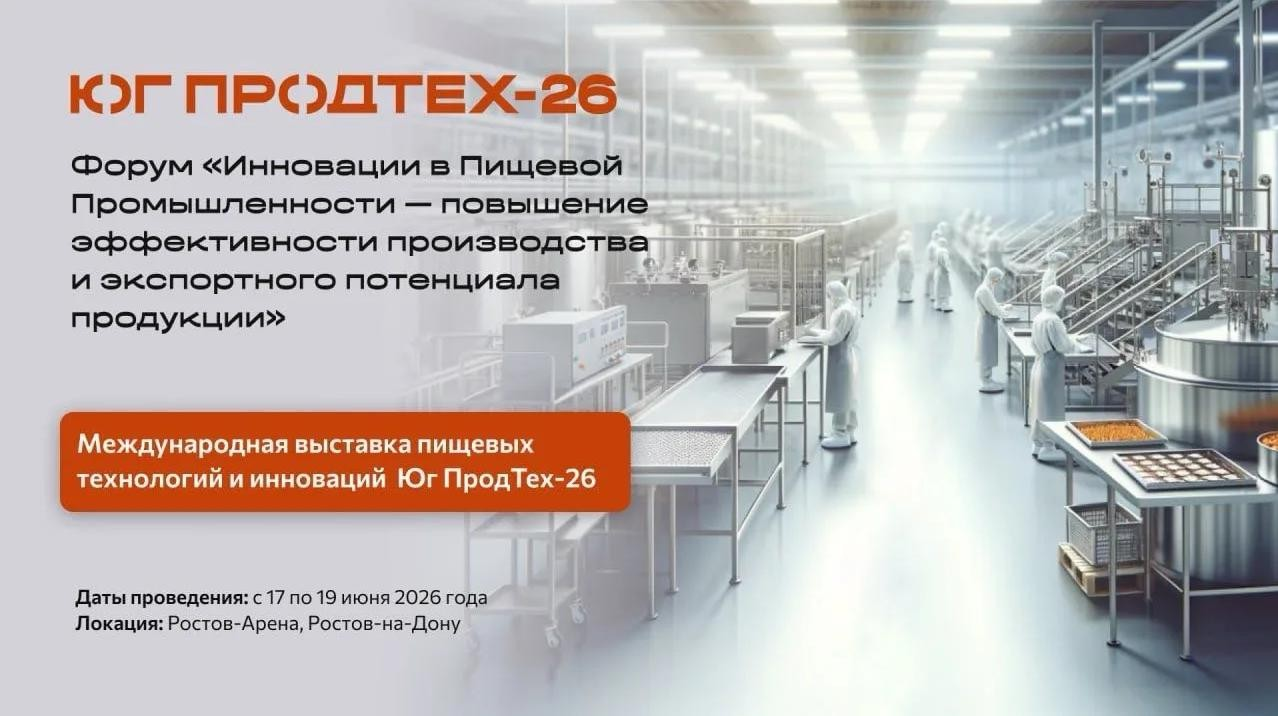 ЮГ ПРОДТЕХ-26
Форум «Инновации в Пищевой
Промышленности — повышение
эффективности производства
и экспортного потенциала
продукции»
Международная выставка пищевых
технологий и инноваций Юг ПродТех-26
Даты проведения: с 17 по 19 июня 2026 года
Локация: Ростов-Арена, Ростов-на-Дону